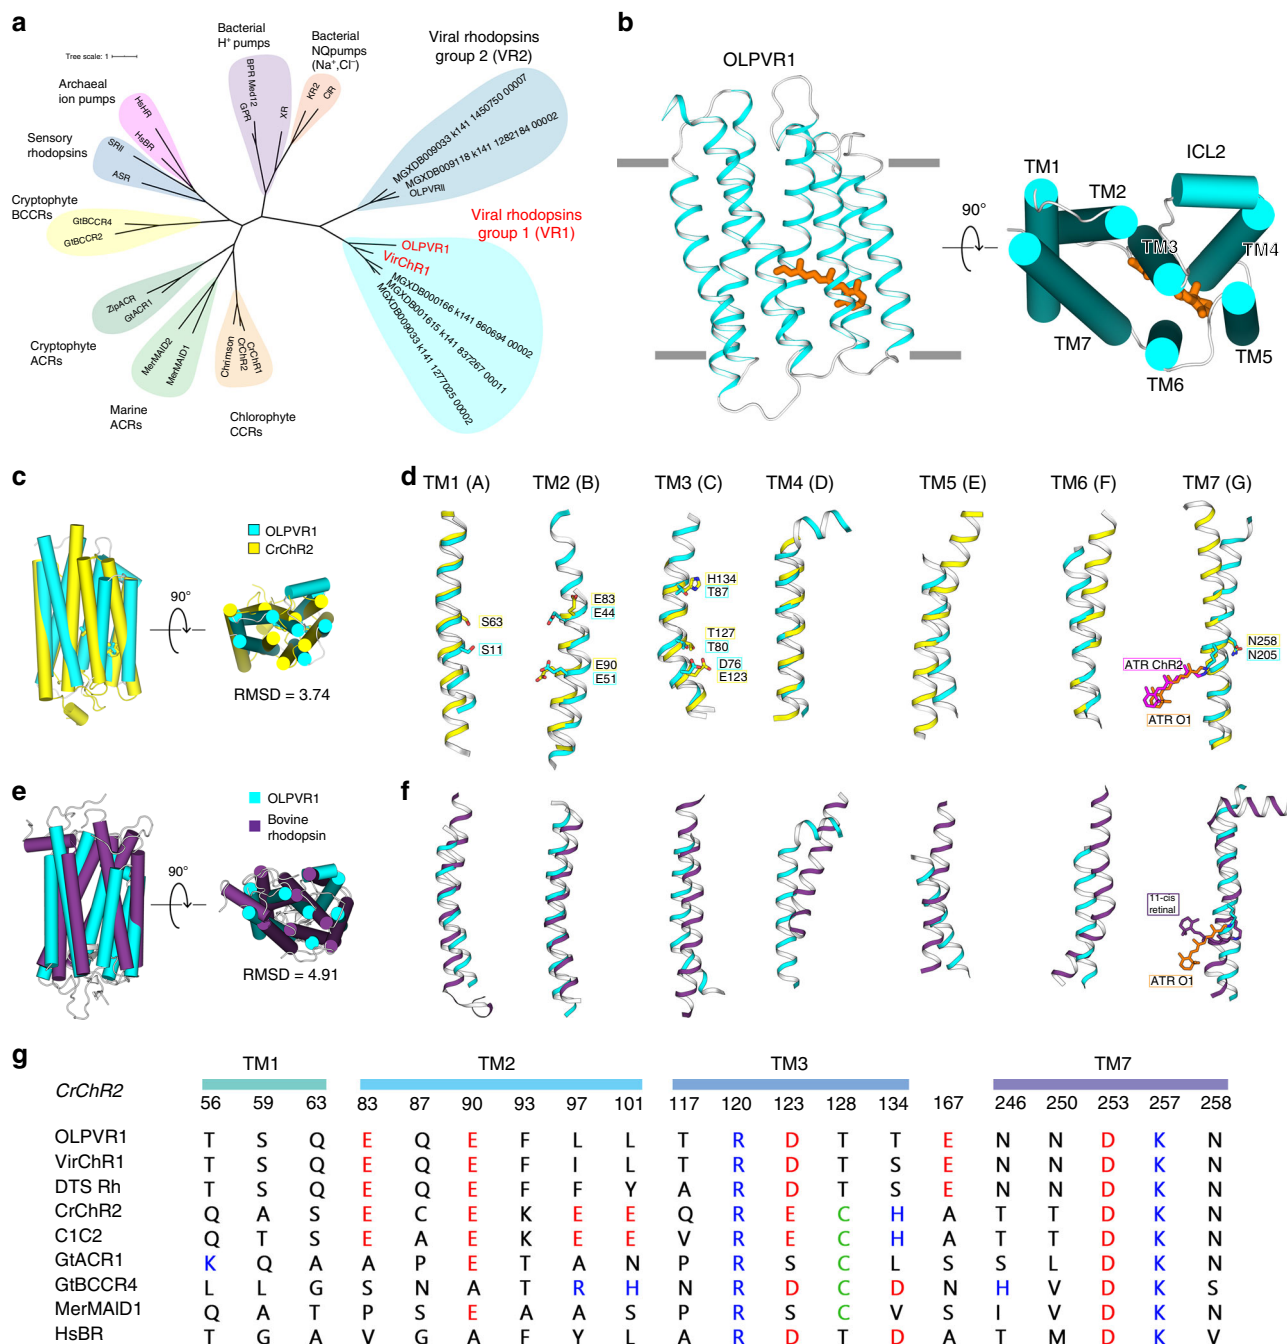 a
Tree scale: 1
Bacterial
H⁺ pumps
Bacterial
NQpumps
(Na⁺,Cl⁻)
Viral rhodopsins
group 2 (VR2)
Archaeal
ion pumps
Sensory
rhodopsins
Cryptophyte
BCCRs
Cryptophyte
ACRs
Marine
ACRs
Chlorophyte
CCRs
Viral rhodopsins
group 1 (VR1)
HsHR
HsBR
SRII
ASR
GtBCCR4
GtBCCR2
ZipACR
GtACR1
MerMAID2
MerMAID1
Chrimson
CrChR2
CrChR1
GPR
BPR Med12
XR
KR2
ClR
MGXDB009033 k141 1450750 00007
MGXDB009118 k141 1282184 00002
OLPVRII
OLPVR1
VirChR1
MGXDB000166 k141 860694 00002
MGXDB001615 k141 837267 00011
MGXDB009033 k141 1277025 00002
b
OLPVR1
90°
TM1
TM2
ICL2
TM3
TM4
TM7
TM6
TM5
c
OLPVR1
CrChR2
90°
RMSD = 3.74
d
TM1 (A)
TM2 (B)
TM3 (C)
TM4 (D)
TM5 (E)
TM6 (F)
TM7 (G)
S63
S11
E83
E44
E90
E51
H134
T87
T127
T80
D76
E123
N258
N205
ATR ChR2
ATR O1
e
OLPVR1
Bovine
rhodopsin
90°
RMSD = 4.91
f
11-cis
retinal
ATR O1
g
TM1 TM2 TM3 TM7
CrChR2
56 59 63 83 87 90 93 97 101 117 120 123 128 134 167 246 250 253 257 258
OLPVR1 T S Q E Q E F L L T R D T T E N N D K N
VirChR1 T S Q E Q E F I L T R D T S E N N D K N
DTS Rh T S Q E Q E F F Y A R D T S E N N D K N
CrChR2 Q A S E C E K E E Q R E C H A T T D K N
C1C2 Q T S E A E K E E V R E C H A T T D K N
GtACR1 K Q A A P E T A N P R S C L S S L D K N
GtBCCR4 L L G S N A T R H N R D C D N H V D K S
MerMAID1 Q A T P S E A A S P R S C V S I V D K N
HsBR T G A V G A F Y L A R D T D A T M D K V